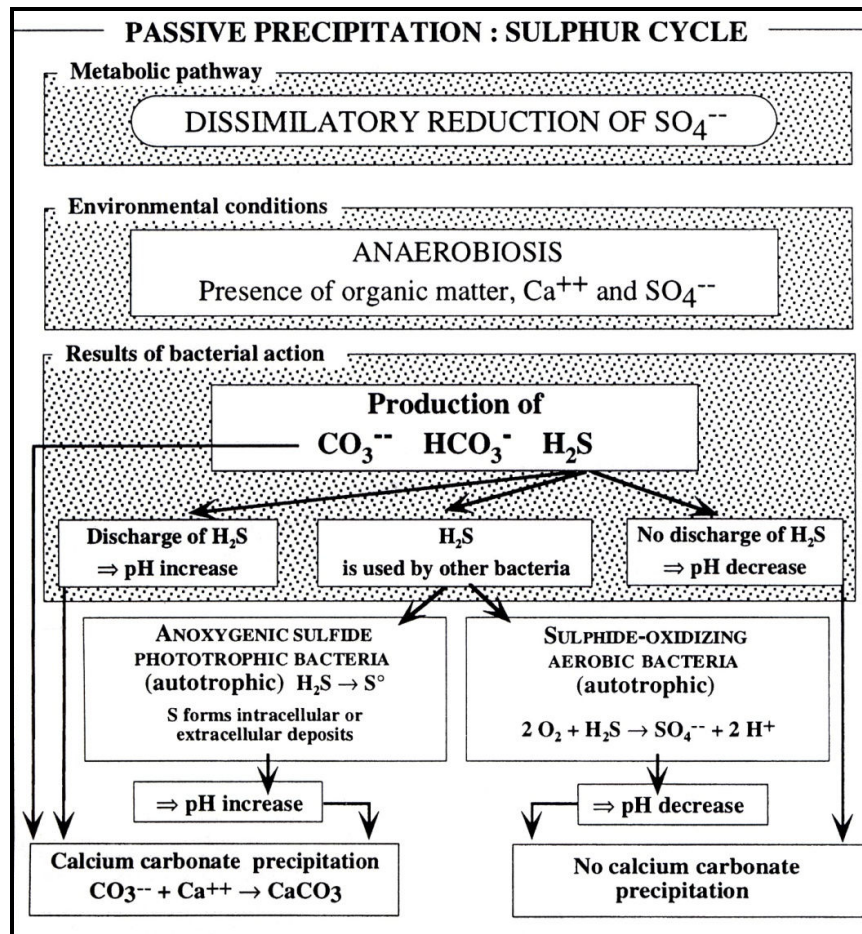 PASSIVE PRECIPITATION : SULPHUR CYCLE
Metabolic pathway
DISSIMILATORY REDUCTION OF SO₄⁻⁻
Environmental conditions
ANAEROBIOSIS
Presence of organic matter, Ca⁺⁺ and SO₄⁻⁻
Results of bacterial action
Production of
CO₃⁻⁻ HCO₃⁻ H₂S
Discharge of H₂S
⇒ pH increase
H₂S
is used by other bacteria
No discharge of H₂S
⇒ pH decrease
ANOXYGENIC SULFIDE
PHOTOTROPHIC BACTERIA
(autotrophic) H₂S → S°
S forms intracellular or
extracellular deposits
SULPHIDE-OXIDIZING
AEROBIC BACTERIA
(autotrophic)
2 O₂ + H₂S → SO₄⁻⁻ + 2 H⁺
⇒ pH increase
⇒ pH decrease
Calcium carbonate precipitation
CO₃⁻⁻ + Ca⁺⁺ → CaCO₃
No calcium carbonate
precipitation